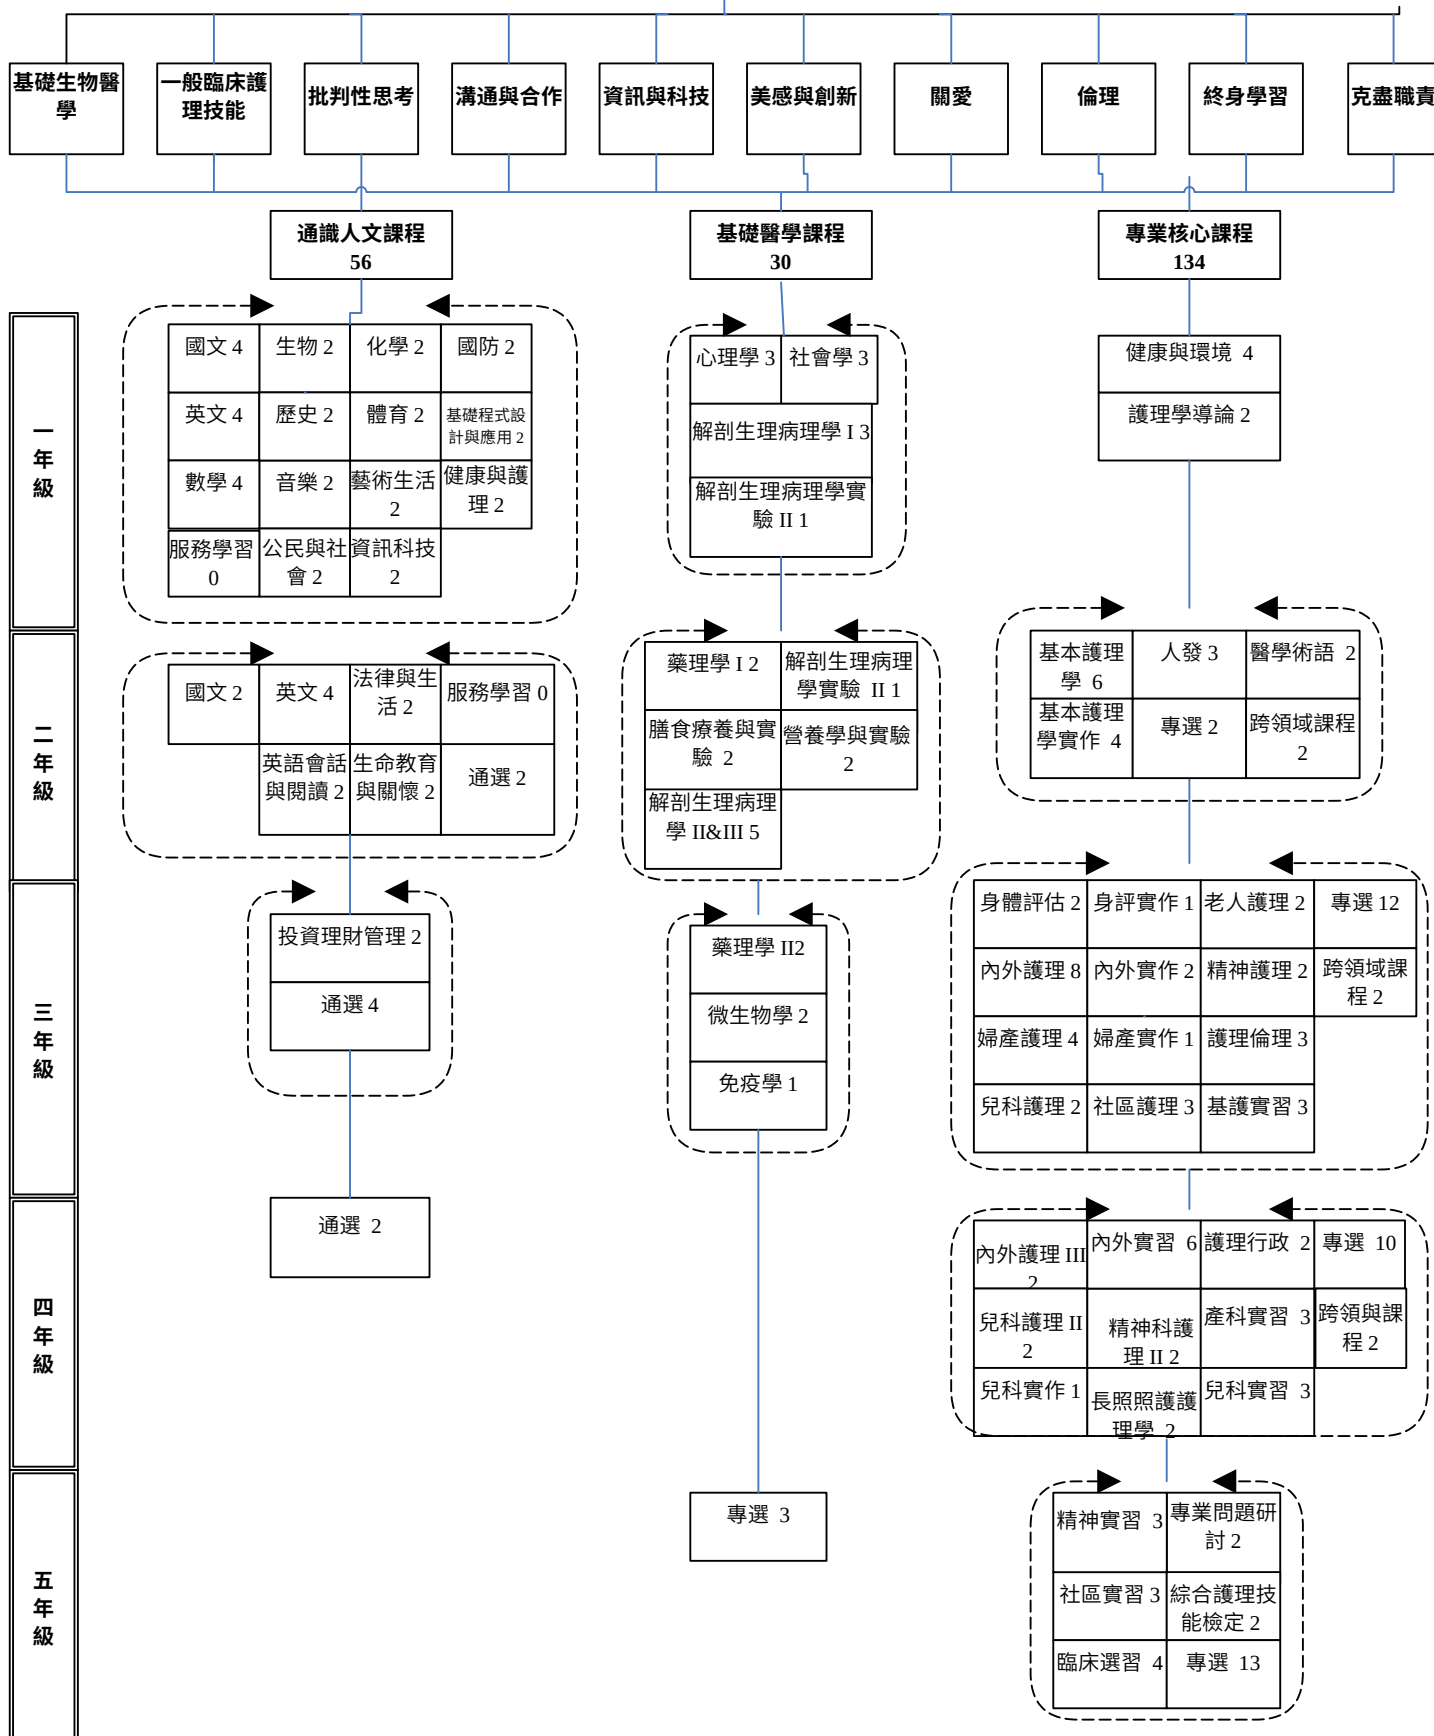 基礎生物醫
學
一般臨床護
理技能
批判性思考
溝通與合作
資訊與科技
美感與創新
關愛
倫理
終身學習
克盡職責
通識人文課程
56
基礎醫學課程
30
專業核心課程
134
一
年
級
國文 4
生物 2
化學 2
國防 2
英文 4
歷史 2
體育 2
基礎程式設
計與應用 2
數學 4
音樂 2
藝術生活
2
健康與護
理 2
服務學習
0
公民與社
會 2
資訊科技
2
心理學 3
社會學 3
解剖生理病理學 I 3
解剖生理病理學實
驗 II 1
健康與環境 4
護理學導論 2
二
年
級
國文 2
英文 4
法律與生
活 2
服務學習 0
英語會話
與閱讀 2
生命教育
與關懷 2
通選 2
藥理學 I 2
解剖生理病理
學實驗 II 1
膳食療養與實
驗 2
營養學與實驗
2
解剖生理病理
學 II&III 5
基本護理
學 6
人發 3
醫學術語 2
基本護理
學實作 4
專選 2
跨領域課程
2
三
年
級
投資理財管理 2
通選 4
藥理學 II2
微生物學 2
免疫學 1
身體評估 2
身評實作 1
老人護理 2
專選 12
內外護理 8
內外實作 2
精神護理 2
跨領域課
程 2
婦產護理 4
婦產實作 1
護理倫理 3
兒科護理 2
社區護理 3
基護實習 3
四
年
級
通選 2
內外護理 III
2
內外實習 6
護理行政 2
專選 10
兒科護理 II
2
精神科護
理 II 2
產科實習 3
跨領與課
程 2
兒科實作 1
長照照護護
理學 2
兒科實習 3
五
年
級
專選 3
精神實習 3
專業問題研
討 2
社區實習 3
綜合護理技
能檢定 2
臨床選習 4
專選 13